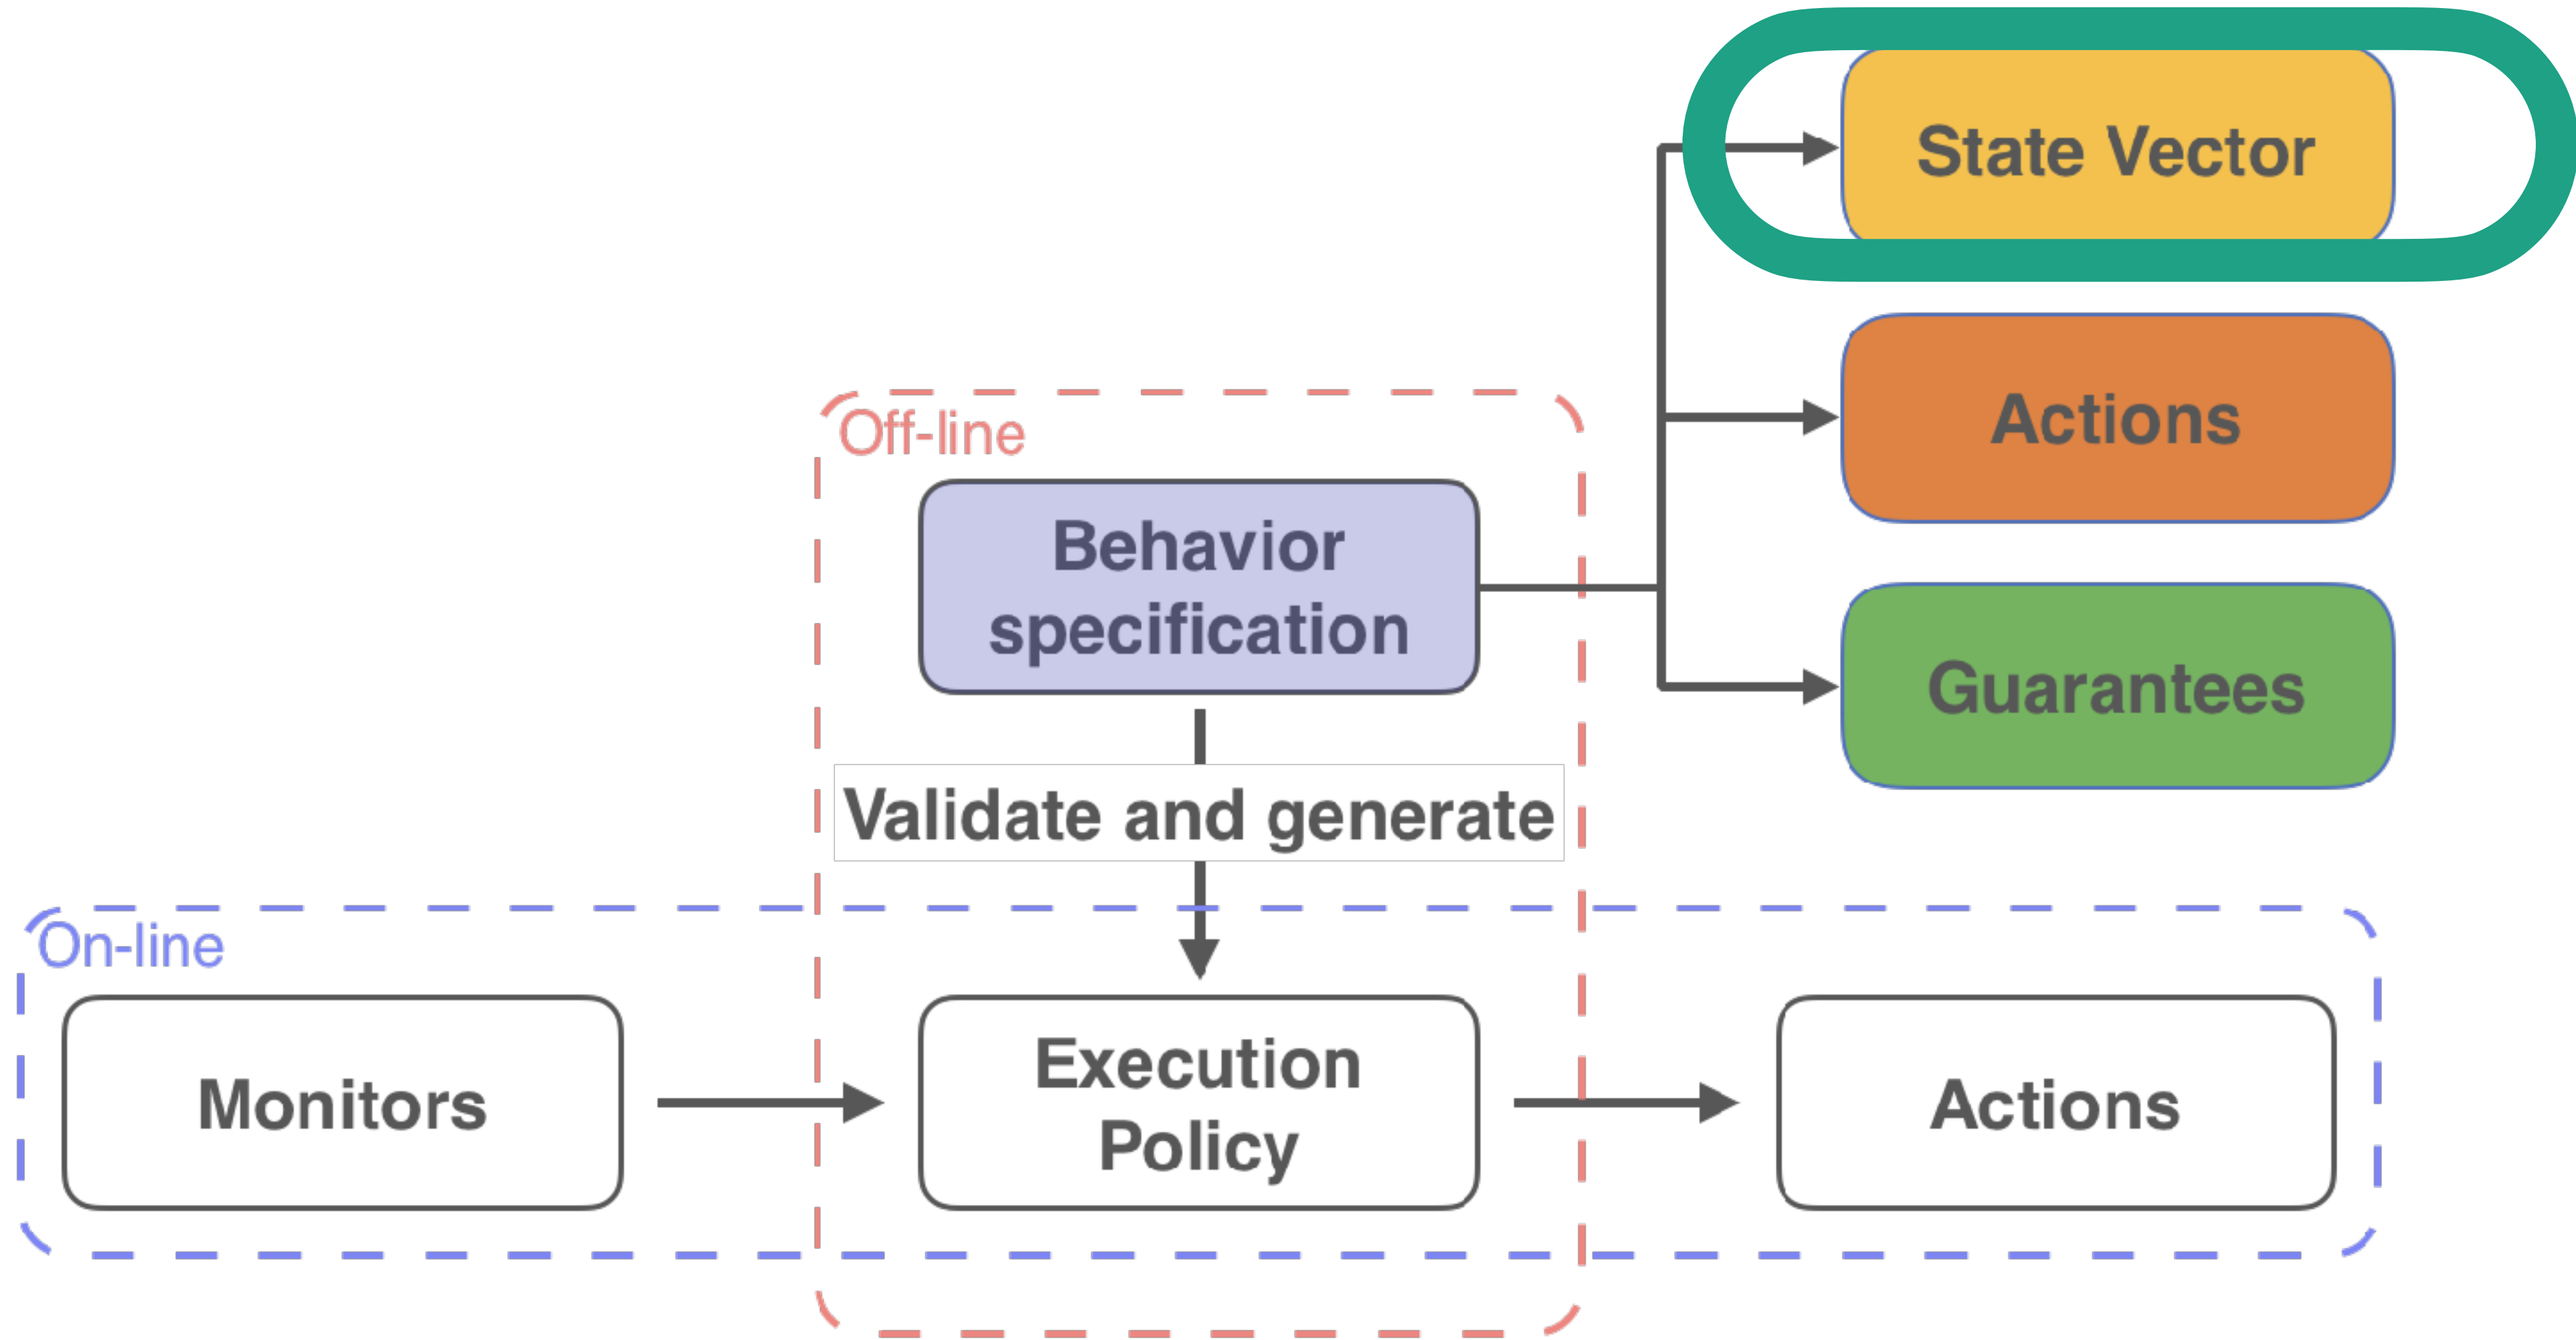 State Vector
Actions
Off-line
Behavior
specification
Guarantees
Validate and generate
On-line
Monitors
Execution
Policy
Actions